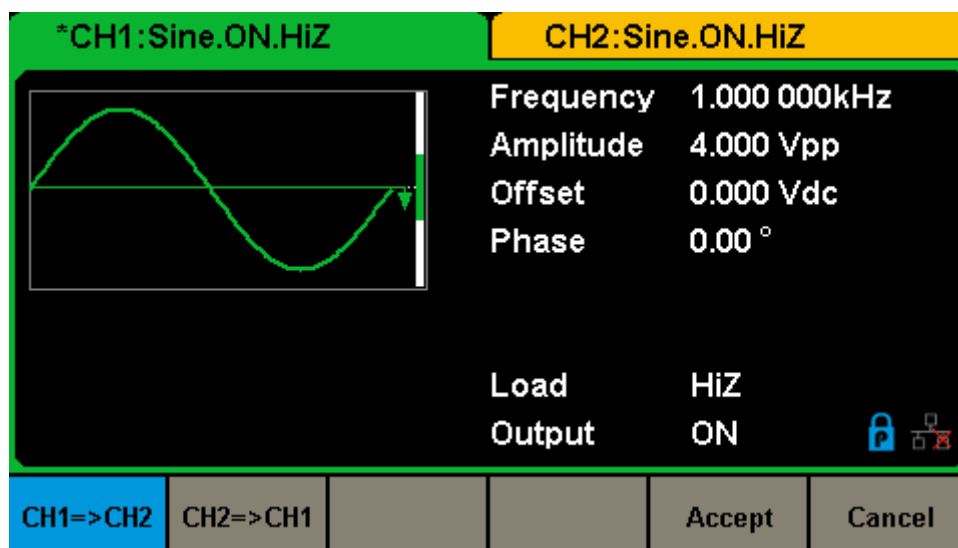 *CH1:Sine.ON.HiZ
CH2:Sine.ON.HiZ
Frequency 1.000 000kHz
Amplitude 4.000 Vpp
Offset 0.000 Vdc
Phase 0.00 °
Load HiZ
Output ON
P
CH1=>CH2 CH2=>CH1 Accept Cancel